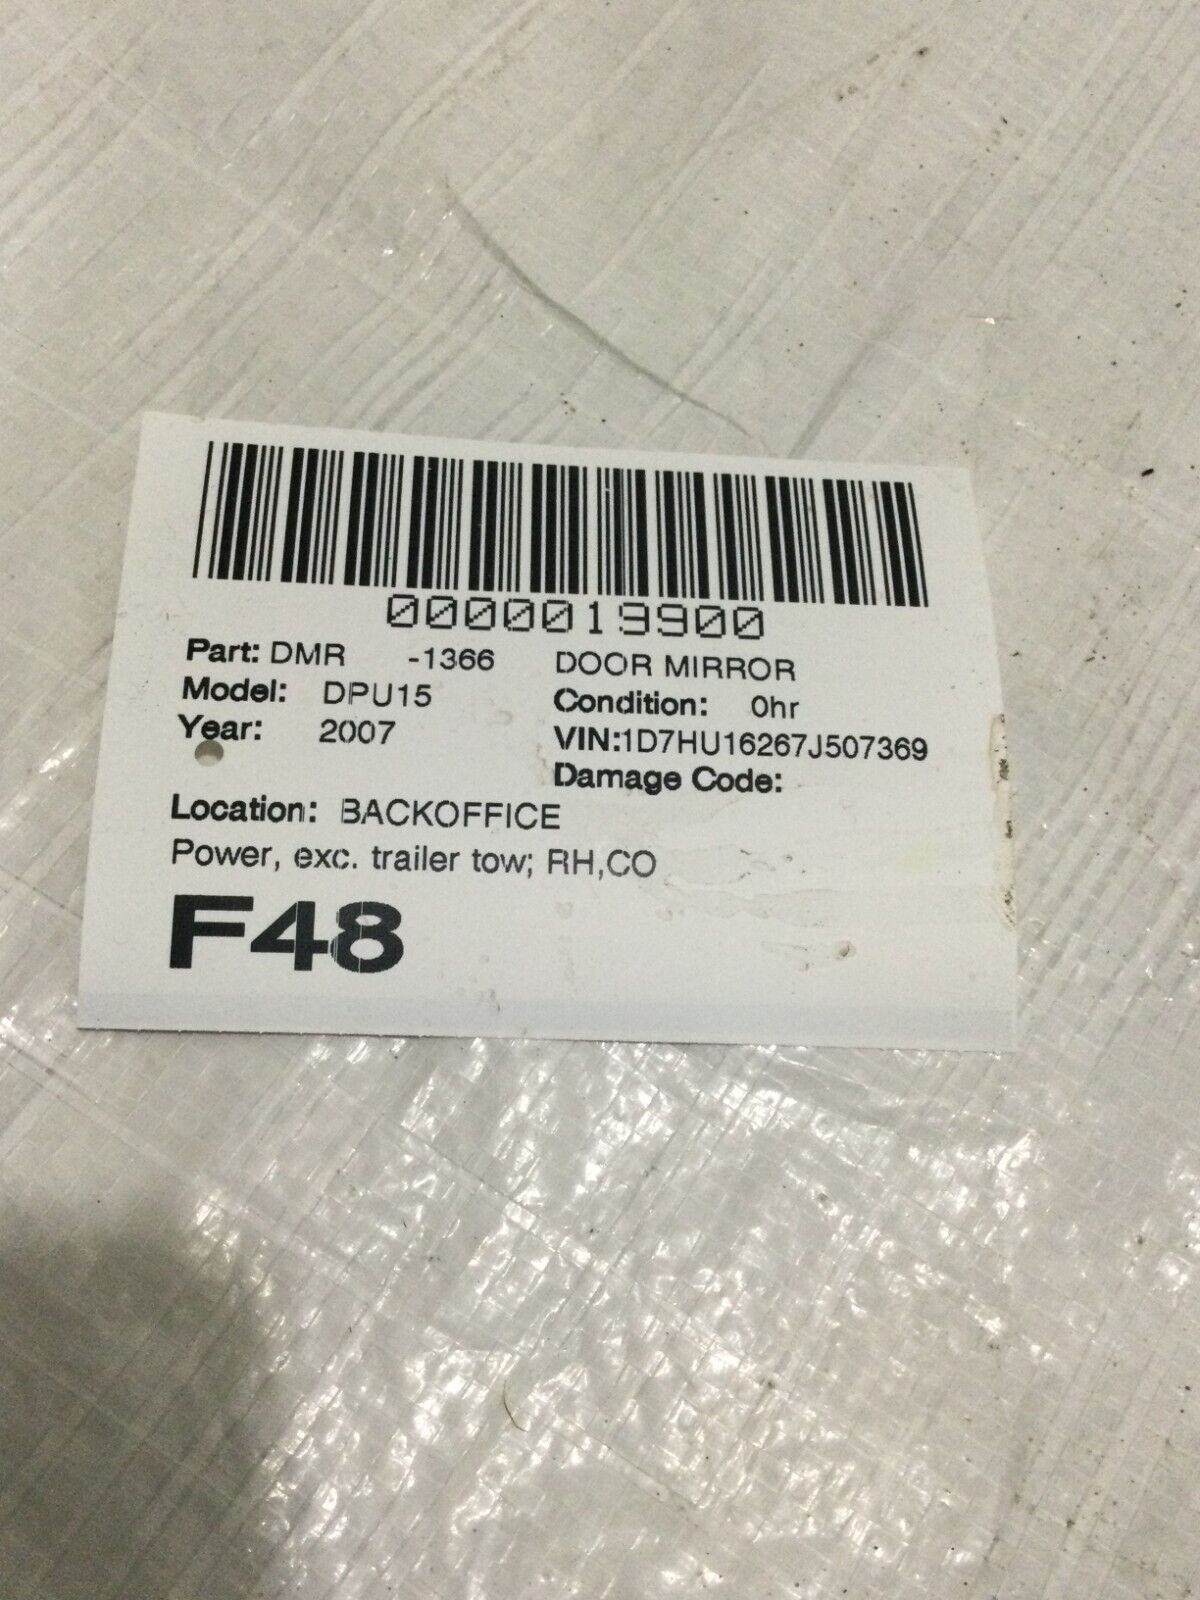 0000019900
Part: DMR -1366 DOOR MIRROR
Model: DPU15 Condition: 0hr
Year: 2007 VIN:1D7HU16267J507369
Damage Code:
Location: BACKOFFICE
Power, exc. trailer tow; RH,CO
F48